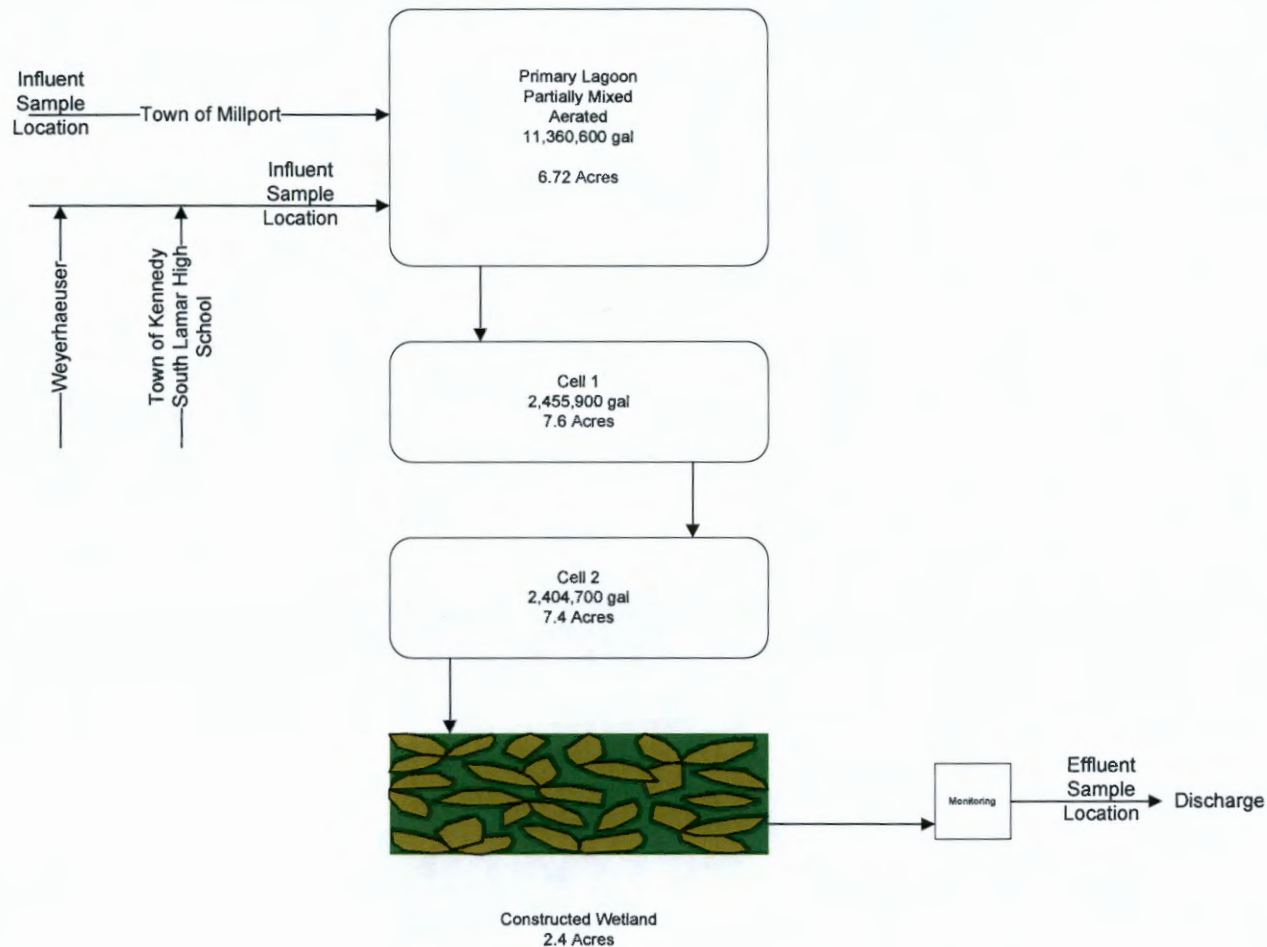 Influent
Sample
Location
Town of Millport
Influent
Sample
Location
Weyerhaeuser
Town of Kennedy
South Lamar High
School
Primary Lagoon
Partially Mixed
Aerated
11,360,600 gal
6.72 Acres
Cell 1
2,455,900 gal
7.6 Acres
Cell 2
2,404,700 gal
7.4 Acres
Monitoring
Effluent
Sample
Location
Discharge
Constructed Wetland
2.4 Acres